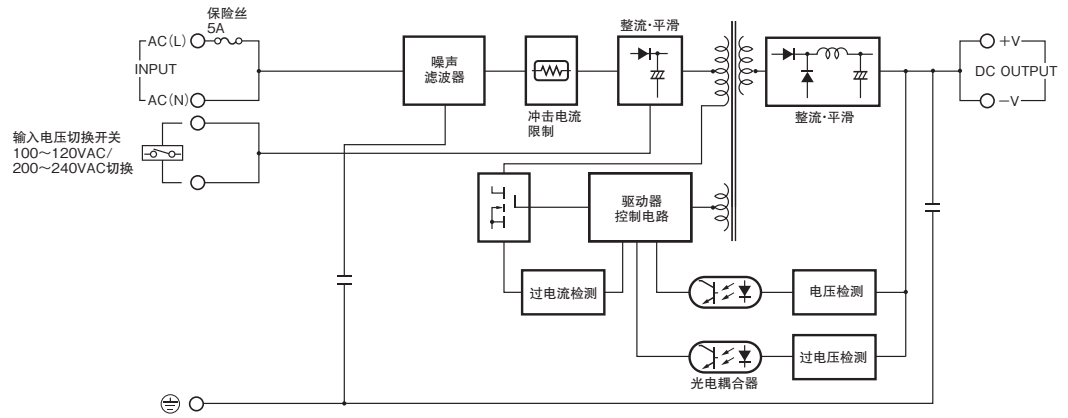 保险丝
5A
AC(L)
INPUT
AC(N)
输入电压切换开关
100～120VAC/
200～240VAC切换
噪声
滤波器
冲击电流
限制
整流·平滑
整流·平滑
+V
DC OUTPUT
−V
驱动器
控制电路
过电流检测
电压检测
过电压检测
光电耦合器